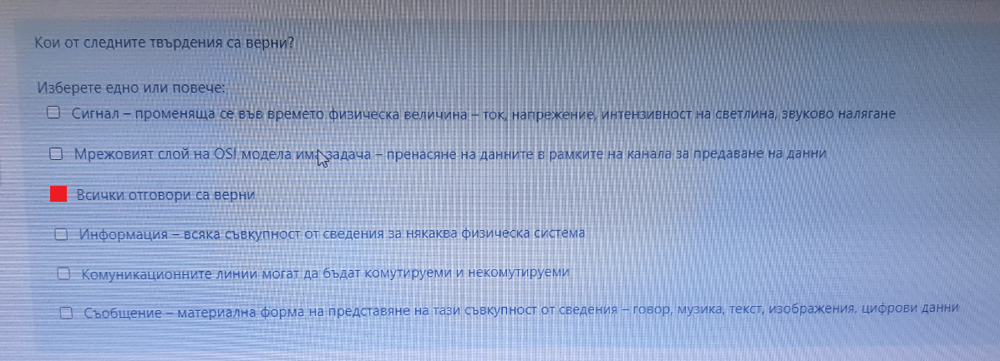 Кои от следните твърдения са верни?
Изберете едно или повече:
Сигнал – променяща се във времето физическа величина – ток, напрежение, интензивност на светлина, звуково налягане
Мрежовият слой на OSI модела има задача – пренасяне на данните в рамките на канала за предаване на данни
Всички отговори са верни
Информация – всяка съвкупност от сведения за някаква физическа система
Комуникационните линии могат да бъдат комутируеми и некомутируеми
Съобщение – материална форма на представяне на тази съвкупност от сведения – говор, музика, текст, изображения, цифрови данни